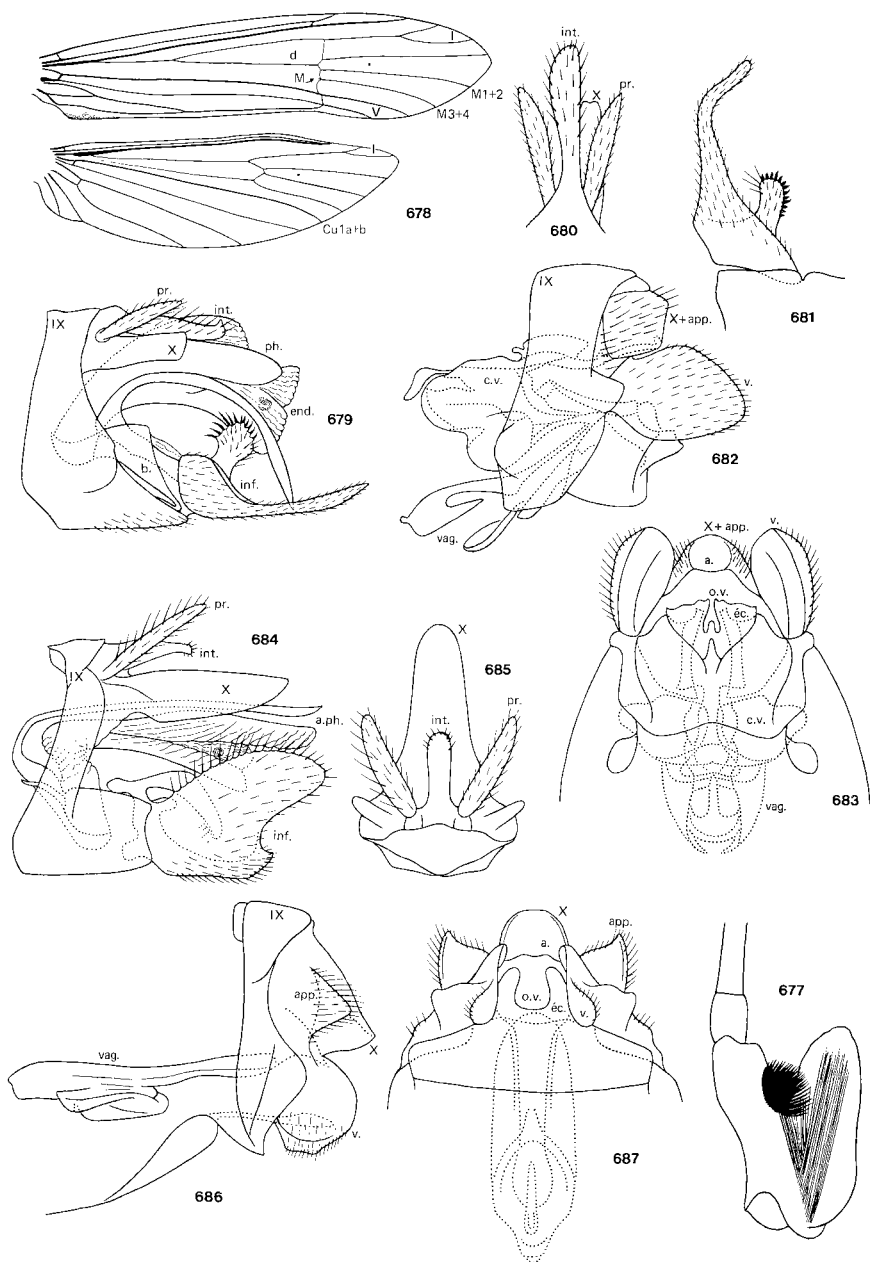 I
d
M
M1+2
V
M3+4
I
Cu1a+b
678
int.
X
pr.
680
681
pr.
IX
int.
X
ph.
end.
b.
inf.
679
IX
X+app.
c.v.
v.
vag.
682
X+app.
v.
a.
o.v.
éc.
c.v.
vag.
683
684
pr.
IX
int.
X
a.ph.
inf.
685
X
int.
pr.
IX
app.
X
vag.
v.
686
X
app.
a.
o.v.
éc.
v.
687
677